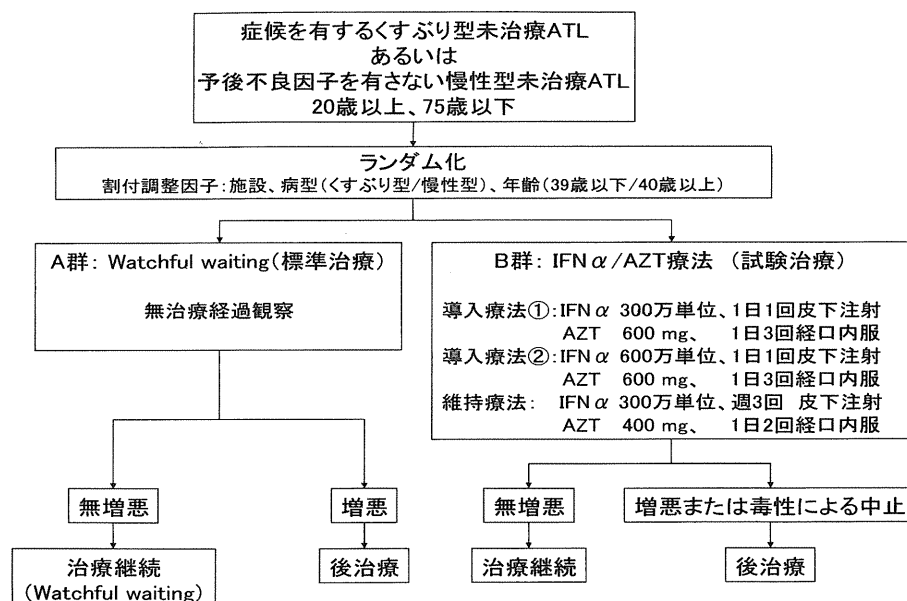 症候を有するくすぶり型未治療ATL
あるいは
予後不良因子を有さない慢性型未治療ATL
20歳以上、75歳以下
ランダム化
割付調整因子:施設、病型(くすぶり型/慢性型)、年齢(39歳以下/40歳以上)
A群: Watchful waiting(標準治療)
無治療経過観察
B群: IFNα/AZT療法 (試験治療)
導入療法①:IFNα 300万単位、1日1回皮下注射
AZT 600 mg、 1日3回経口内服
導入療法②:IFNα 600万単位、1日1回皮下注射
AZT 600 mg、 1日3回経口内服
維持療法: IFNα 300万単位、週3回 皮下注射
AZT 400 mg、 1日2回経口内服
無増悪
増悪
無増悪
増悪または毒性による中止
治療継続
(Watchful waiting)
後治療
治療継続
後治療